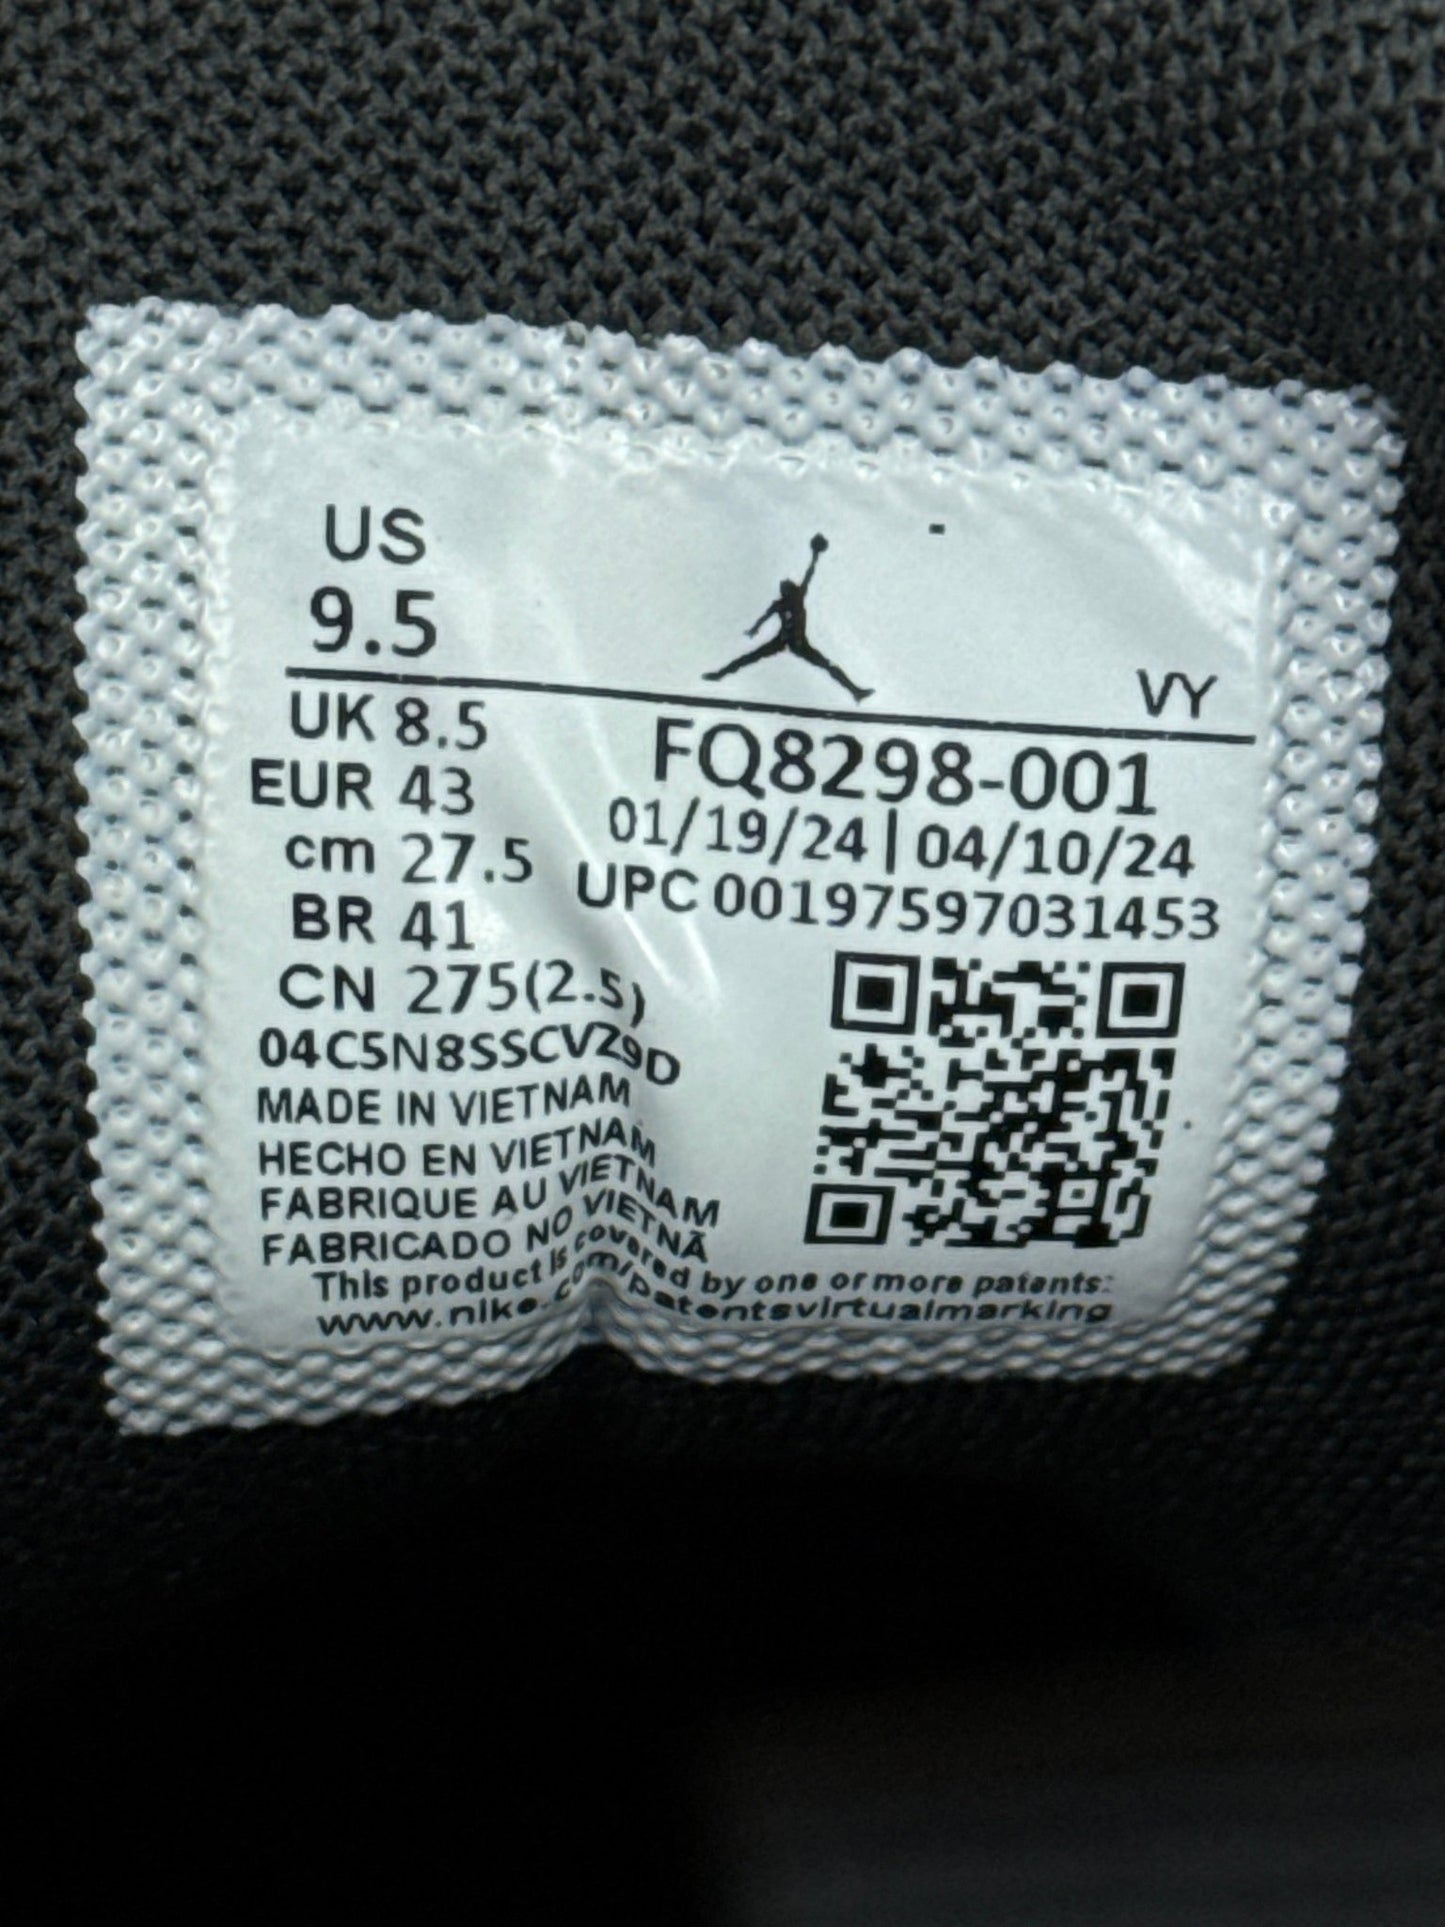 US
9.5
VY
UK 8.5
EUR 43
cm 27.5
BR 41
CN 275(2.5)
FQ8298-001
01/19/24 | 04/10/24
UPC 00197597031453
04C5N8SSCVZ9D
MADE IN VIETNAM
HECHO EN VIETNAM
FABRIQUE AU VIETNAM
FABRICADO NO VIETNÃ
This product is covered by one or more patents:
www.nike.com/patentsvirtualmarking